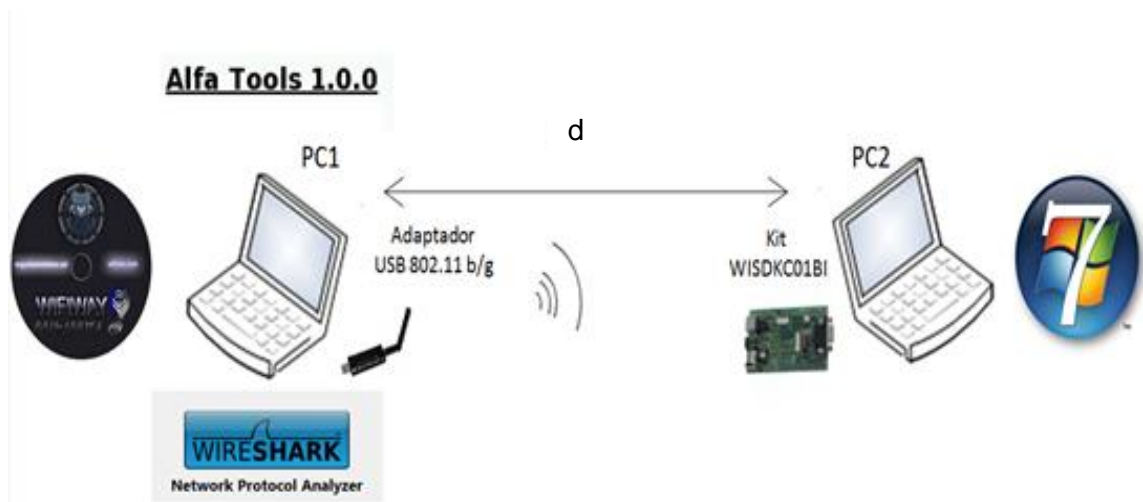 Alfa Tools 1.0.0
d
PC1
PC2
Adaptador
USB 802.11 b/g
Kit
WISDKC01BI
WIFIWAY
7
WIRESHARK
Network Protocol Analyzer